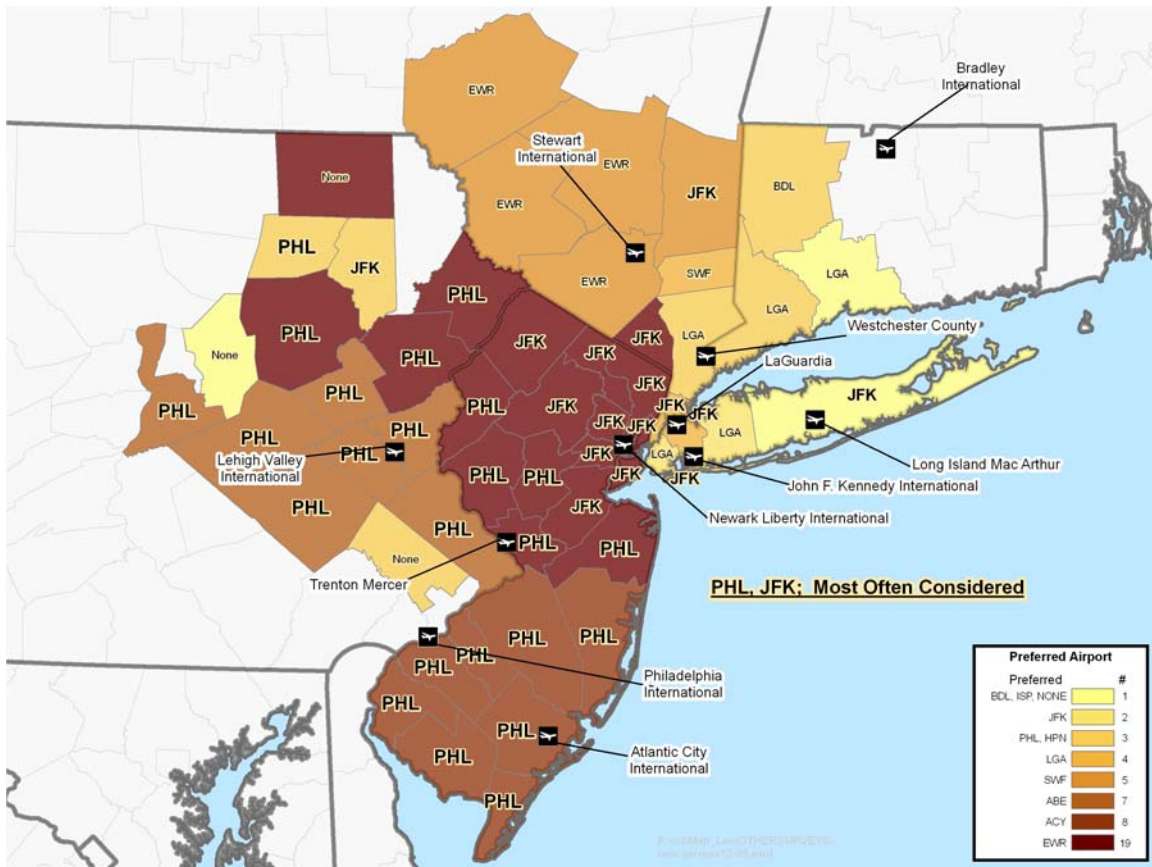 EWR
Bradley
International
Stewart
International
EWR
None
EWR
JFK
BDL
PHL
JFK
SWF
LGA
PHL
EWR
LGA
Westchester County
PHL
JFK
JFK
JFK
LGA
LaGuardia
None
PHL
JFK
JFK
JFK
JFK
PHL
PHL
PHL
JFK
JFK
JFK
LGA
PHL
PHL
PHL
JFK
LGA
Lehigh Valley
International
Long Island Mac Arthur
PHL
PHL
PHL
JFK
JFK
John F. Kennedy International
PHL
JFK
Newark Liberty International
PHL
None
PHL
PHL
Trenton Mercer
PHL, JFK; Most Often Considered
PHL
PHL
PHL
PHL
Philadelphia
International
PHL
PHL
PHL
Atlantic City
International
PHL
Preferred Airport
Preferred #
BDL, ISP, NONE 1
JFK 2
PHL, HPN 3
LGA 4
SWF 5
ABE 7
ACY 8
EWR 19